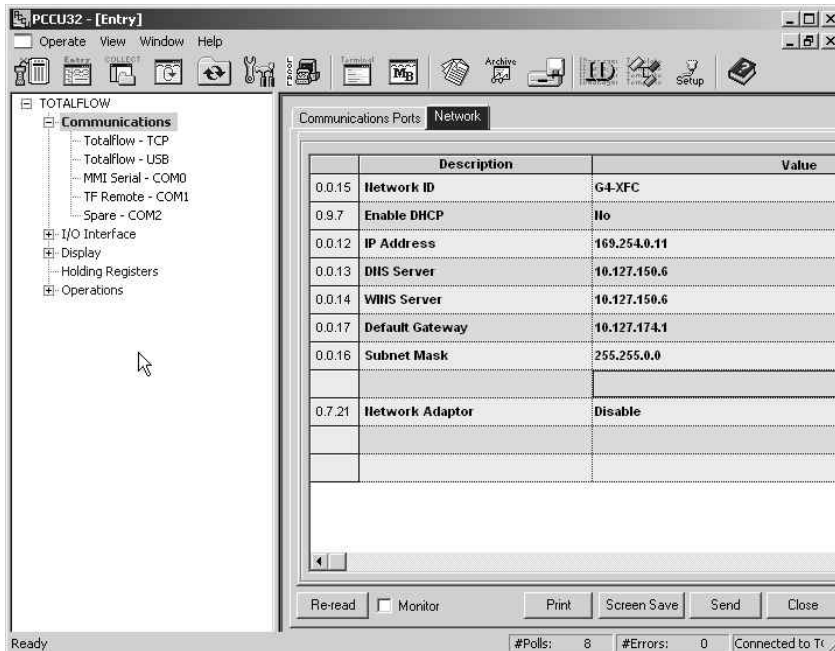 PCCU32 - [Entry]
Operate View Window Help
Entry COLLECT Terminal MB Archive ID Setup
TOTALFLOW
Communications
Totalflow - TCP
Totalflow - USB
MMI Serial - COM0
TF Remote - COM1
Spare - COM2
I/O Interface
Display
Holding Registers
Operations
Communications Ports Network
Description Value
0.0.15 Network ID G4-XFC
0.9.7 Enable DHCP No
0.0.12 IP Address 169.254.0.11
0.0.13 DNS Server 10.127.150.6
0.0.14 WINS Server 10.127.150.6
0.0.17 Default Gateway 10.127.174.1
0.0.16 Subnet Mask 255.255.0.0
0.7.21 Network Adaptor Disable
Re-read Monitor Print Screen Save Send Close
Ready #Polls: 8 #Errors: 0 Connected to